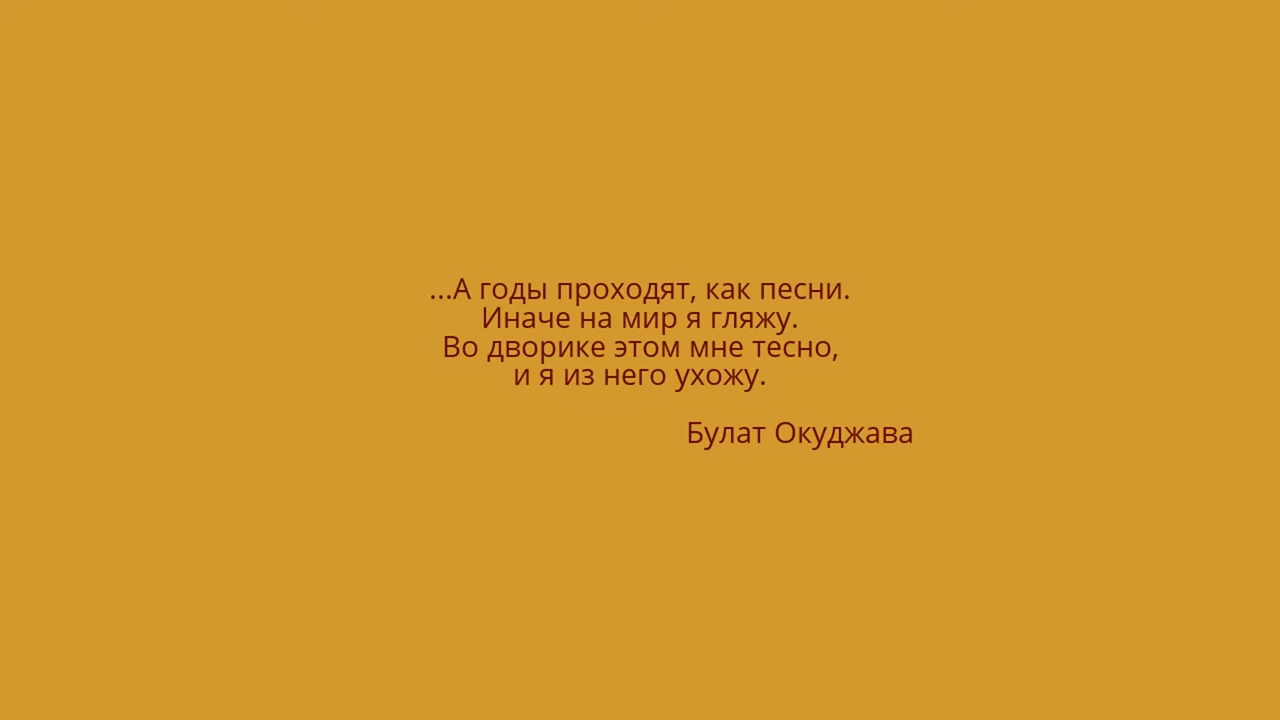 ...А годы проходят, как песни.
Иначе на мир я гляжу.
Во дворике этом мне тесно,
и я из него ухожу.
Булат Окуджава